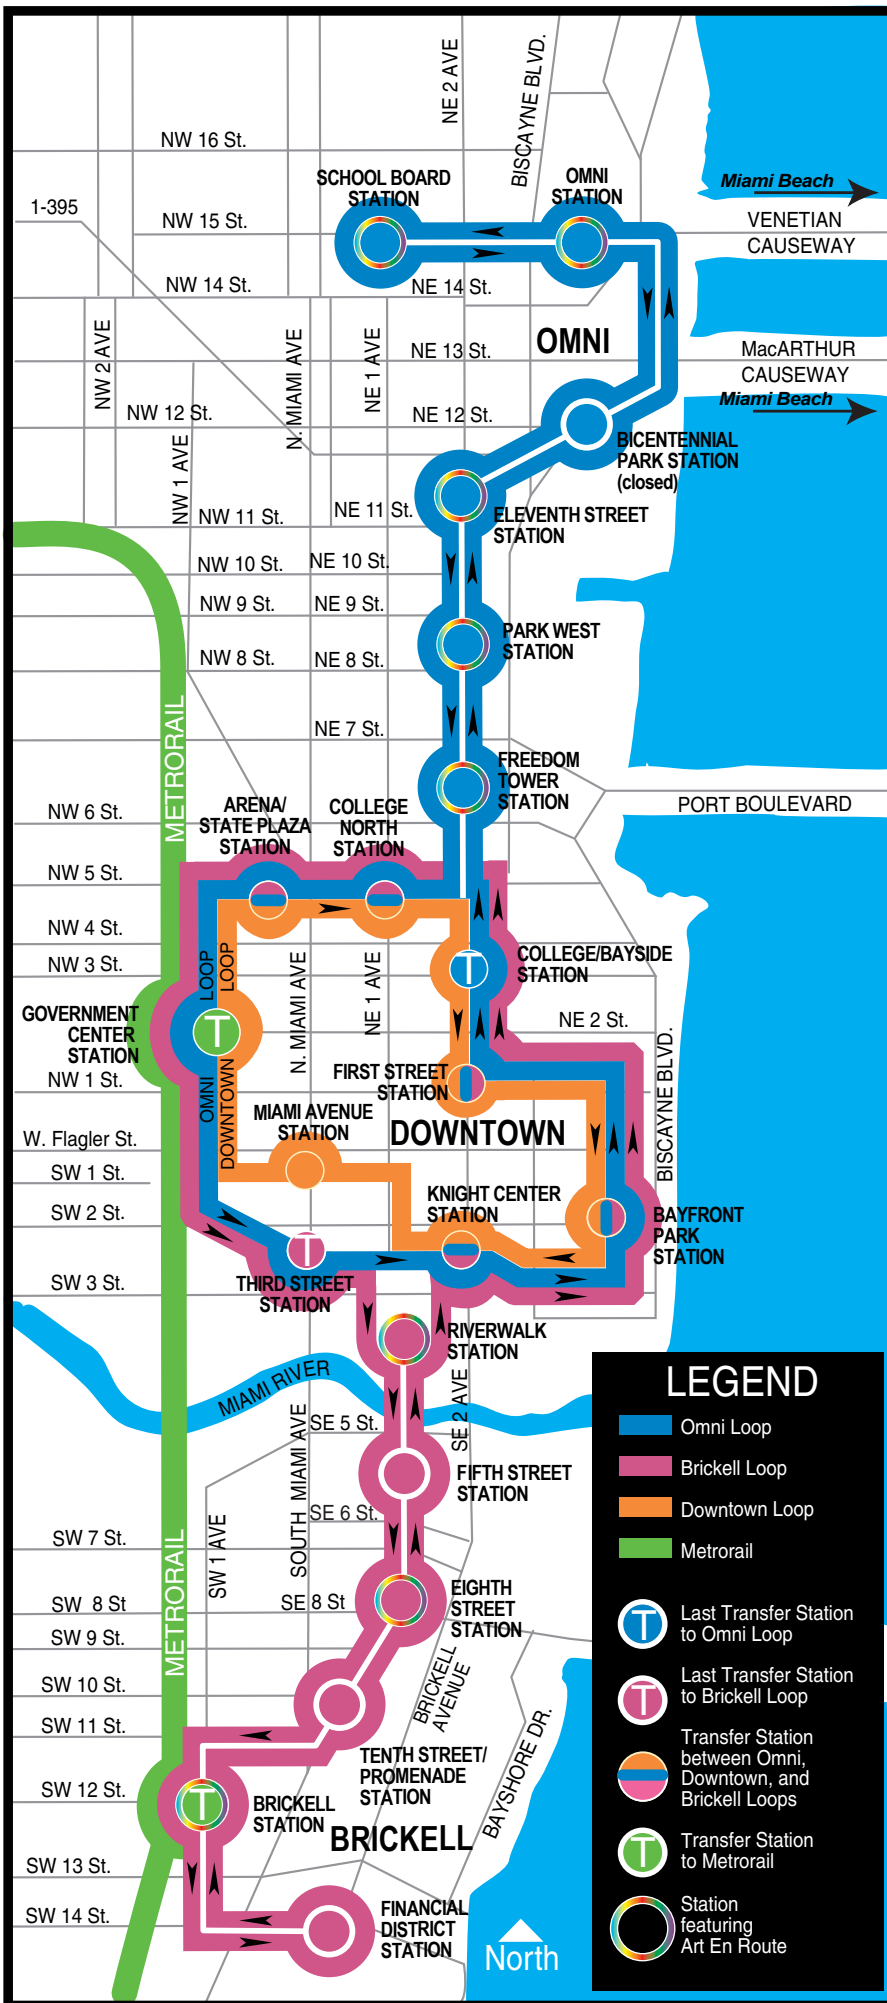 NE 2 AVE
BISCAYNE BLVD.
NW 16 St.
SCHOOL BOARD
STATION
OMNI
STATION
Miami Beach
1-395
NW 15 St.
VENETIAN
CAUSEWAY
NW 14 St.
NE 14 St.
NW 2 AVE
N. MIAMI AVE
NE 1 AVE
OMNI
NE 13 St.
MacARTHUR
CAUSEWAY
Miami Beach
NW 12 St.
NE 12 St.
BICENTENNIAL
PARK STATION
(closed)
NW 1 AVE
NW 11 St.
NE 11 St.
ELEVENTH STREET
STATION
NW 10 St.
NE 10 St.
NW 9 St.
NE 9 St.
PARK WEST
STATION
NW 8 St.
NE 8 St.
METRORAIL
NE 7 St.
FREEDOM
TOWER
STATION
ARENA/
STATE PLAZA
STATION
COLLEGE
NORTH
STATION
NW 6 St.
PORT BOULEVARD
NW 5 St.
NW 4 St.
NW 3 St.
LOOP
LOOP
N. MIAMI AVE
NE 1 AVE
T
COLLEGE/BAYSIDE
STATION
GOVERNMENT
CENTER
STATION
T
NE 2 St.
BISCAYNE BLVD.
NW 1 St.
OMNI
DOWNTOWN
FIRST STREET
STATION
MIAMI AVENUE
STATION
DOWNTOWN
W. Flagler St.
SW 1 St.
KNIGHT CENTER
STATION
SW 2 St.
BAYFRONT
PARK
STATION
T
THIRD STREET
STATION
SW 3 St.
RIVERWALK
STATION
MIAMI RIVER
SE 5 St.
SE 2 AVE
SOUTH MIAMI AVE
FIFTH STREET
STATION
SE 6 St.
SW 7 St.
SW 1 AVE
METRORAIL
EIGHTH
STREET
STATION
SW 8 St
SE 8 St
SW 9 St.
BRICKELL
AVENUE
SW 10 St.
SW 11 St.
BAYSHORE DR.
TENTH STREET/
PROMENADE
STATION
SW 12 St.
T
BRICKELL
STATION
BRICKELL
SW 13 St.
SW 14 St.
FINANCIAL
DISTRICT
STATION
North
LEGEND
Omni Loop
Brickell Loop
Downtown Loop
Metrorail
T
Last Transfer Station
to Omni Loop
T
Last Transfer Station
to Brickell Loop
Transfer Station
between Omni,
Downtown, and
Brickell Loops
T
Transfer Station
to Metrorail
Station
featuring
Art En Route